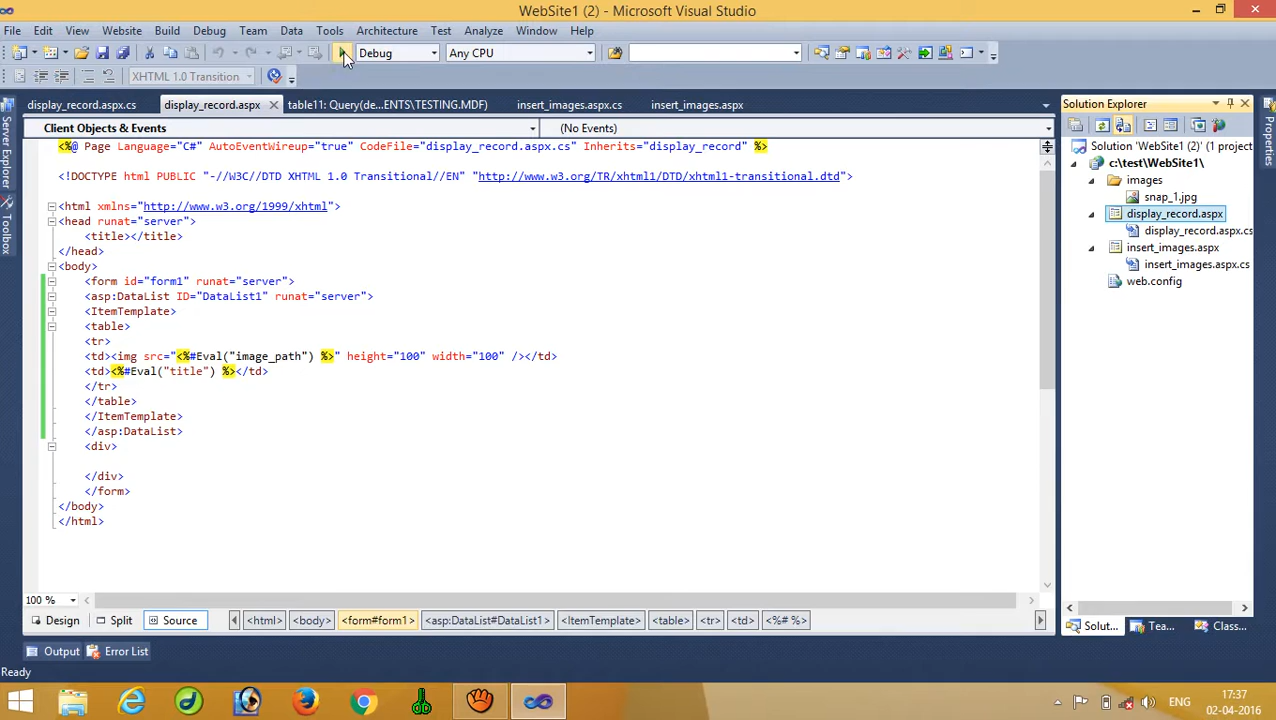 WebSite1 (2) - Microsoft Visual Studio
File Edit View Website Build Debug Team Data Tools Architecture Test Analyze Window Help
Debug Any CPU
XHTML 1.0 Transition
display_record.aspx.cs display_record.aspx table11: Query(de...ENTS\TESTING.MDF) insert_images.aspx.cs insert_images.aspx
Client Objects & Events (No Events)
<%@ Page Language="C#" AutoEventWireup="true" CodeFile="display_record.aspx.cs" Inherits="display_record" %>
<!DOCTYPE html PUBLIC "-//W3C//DTD XHTML 1.0 Transitional//EN" "http://www.w3.org/TR/xhtml1/DTD/xhtml1-transitional.dtd">
<html xmlns="http://www.w3.org/1999/xhtml">
<head runat="server">
<title></title>
</head>
<body>
<form id="form1" runat="server">
<asp:DataList ID="DataList1" runat="server">
<ItemTemplate>
<table>
<tr>
<td><img src="<%#Eval("image_path") %>" height="100" width="100" /></td>
<td><%#Eval("title") %></td>
</tr>
</table>
</ItemTemplate>
</asp:DataList>
<div>
</div>
</form>
</body>
</html>
100 %
Design Split Source <html> <body> <form#form1> <asp:DataList#DataList1> <ItemTemplate> <table> <tr> <td> <%# %>
Output Error List
Ready
Server Explorer
Toolbox
Solution Explorer
Solution 'WebSite1 (2)' (1 project
c:\test\WebSite1\
images
snap_1.jpg
display_record.aspx
display_record.aspx.cs
insert_images.aspx
insert_images.aspx.cs
web.config
Solut... Tea... Class...
Properties
ENG
17:37
02-04-2016